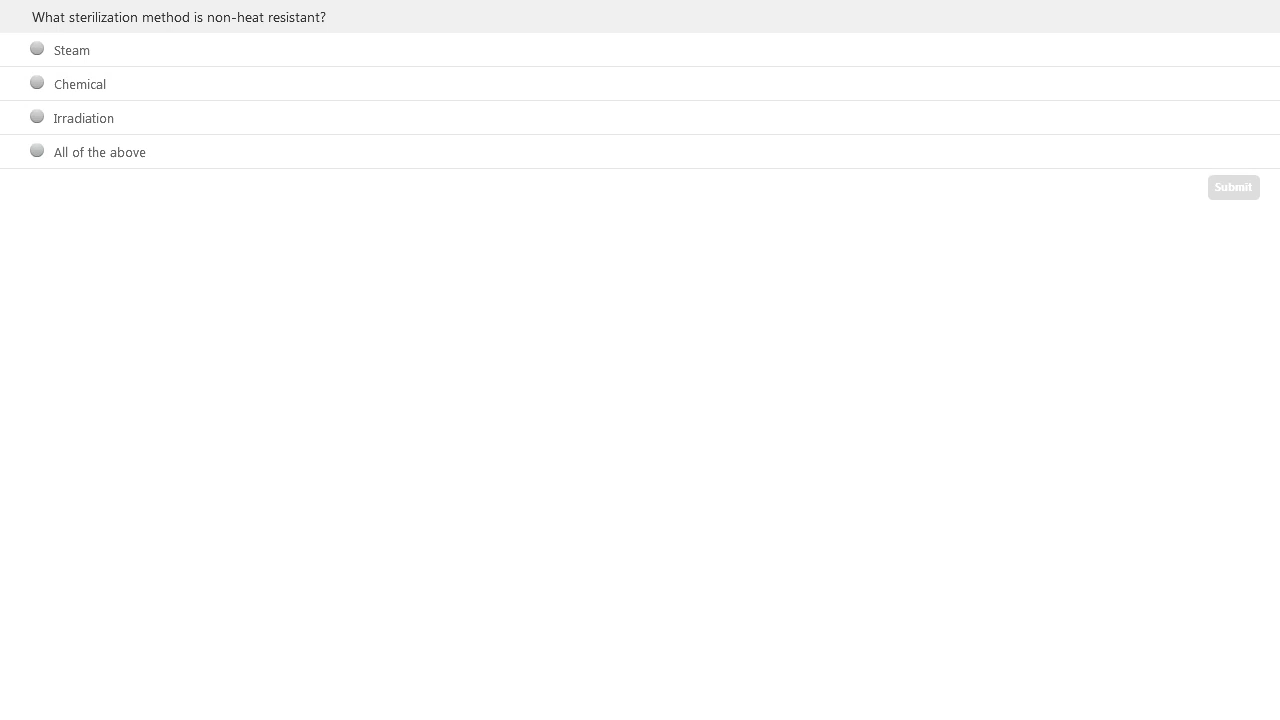 What sterilization method is non-heat resistant?
Steam
Chemical
Irradiation
All of the above
Submit